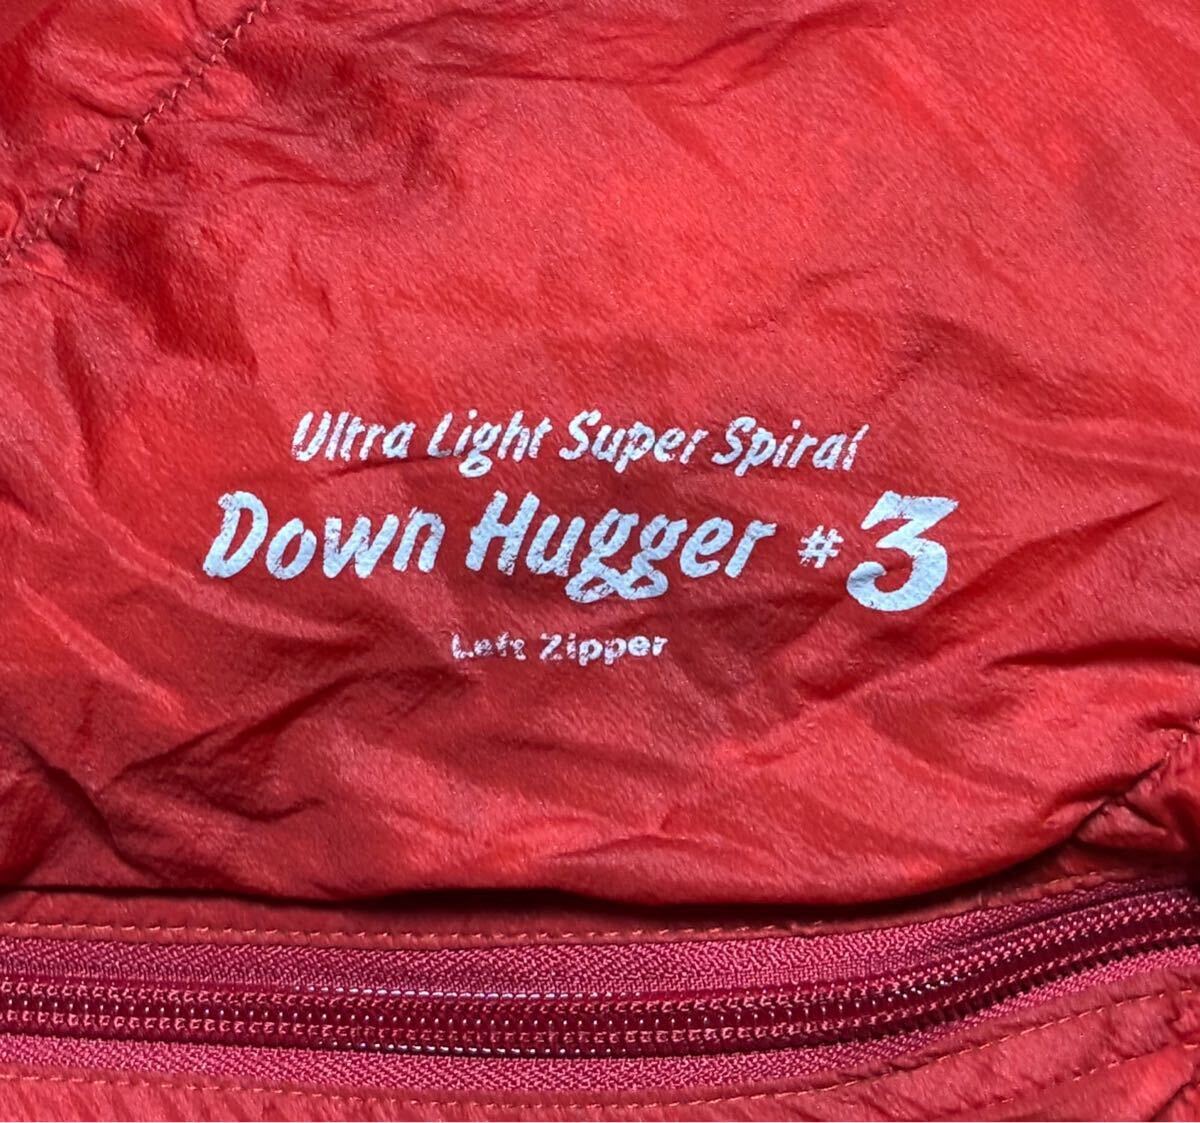 Ultra Light Super Spiral
Down Hugger #3
Left Zipper